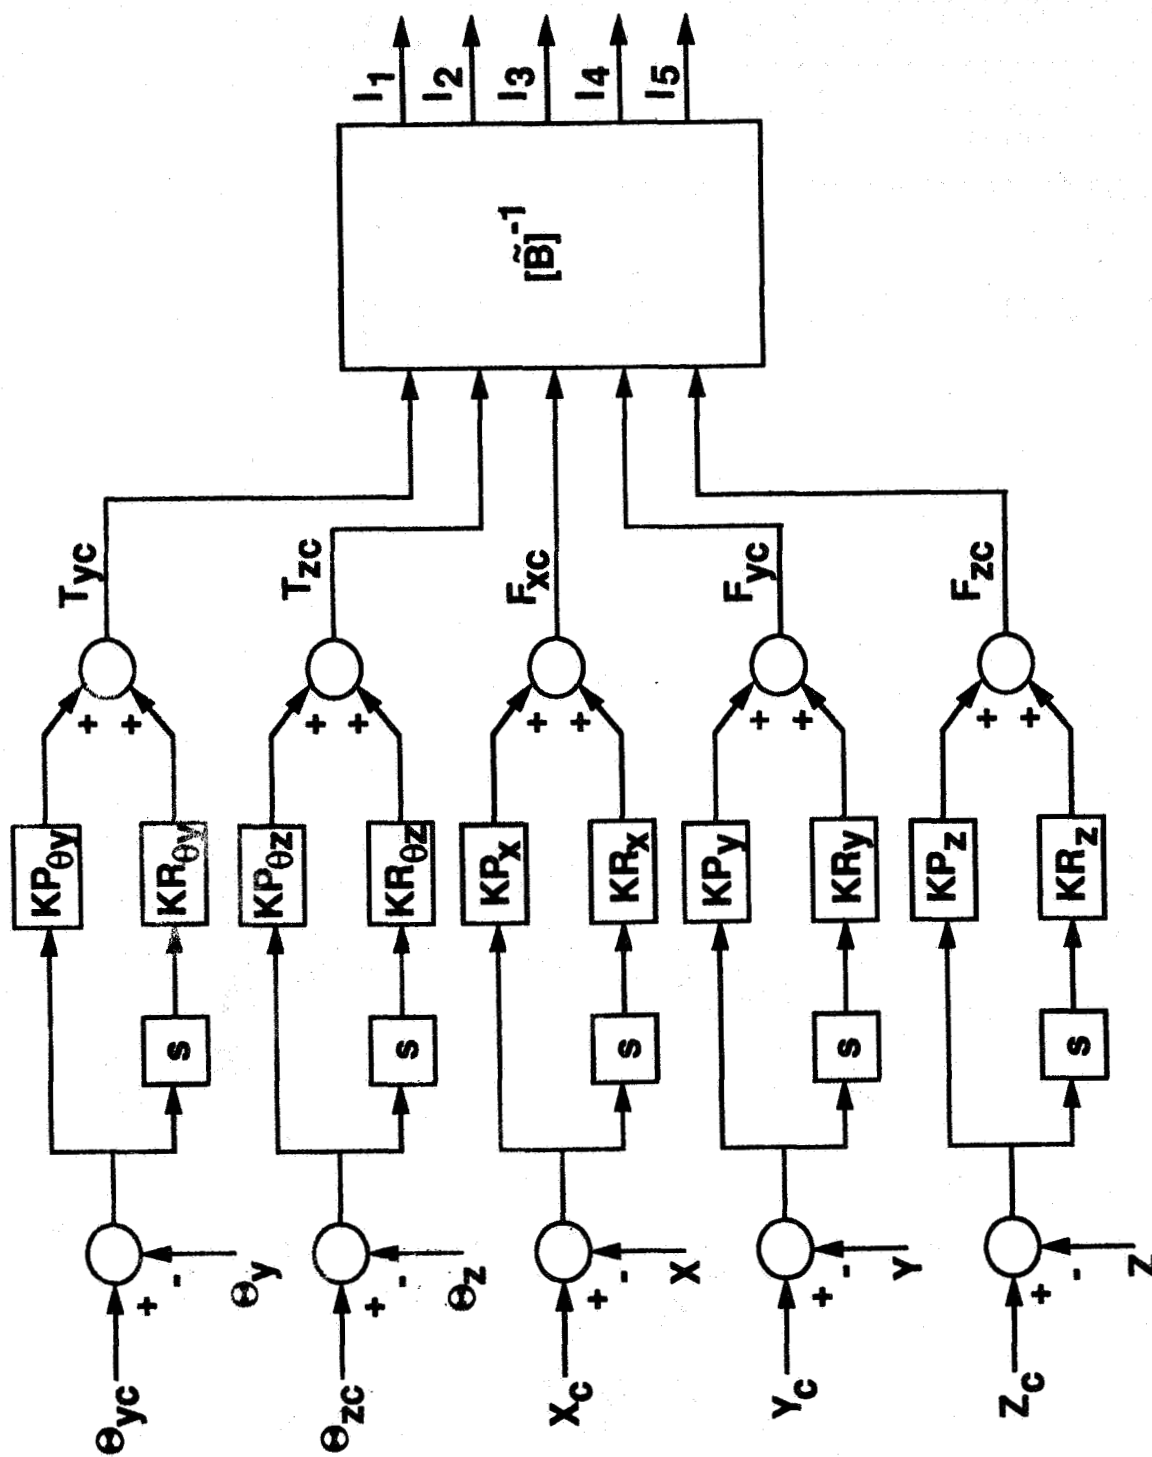 Θyc
+
-
Θy
s
KPθy
KRθy
+
+
Tyc
Θzc
+
-
Θz
s
KPθz
KRθz
+
+
Tzc
Xc
+
-
X
s
KPx
KRx
+
+
Fxc
Yc
+
-
Y
s
KPy
KRy
+
+
Fyc
Zc
+
-
Z
s
KPz
KRz
+
+
Fzc
[B̃]-1
I1
I2
I3
I4
I5